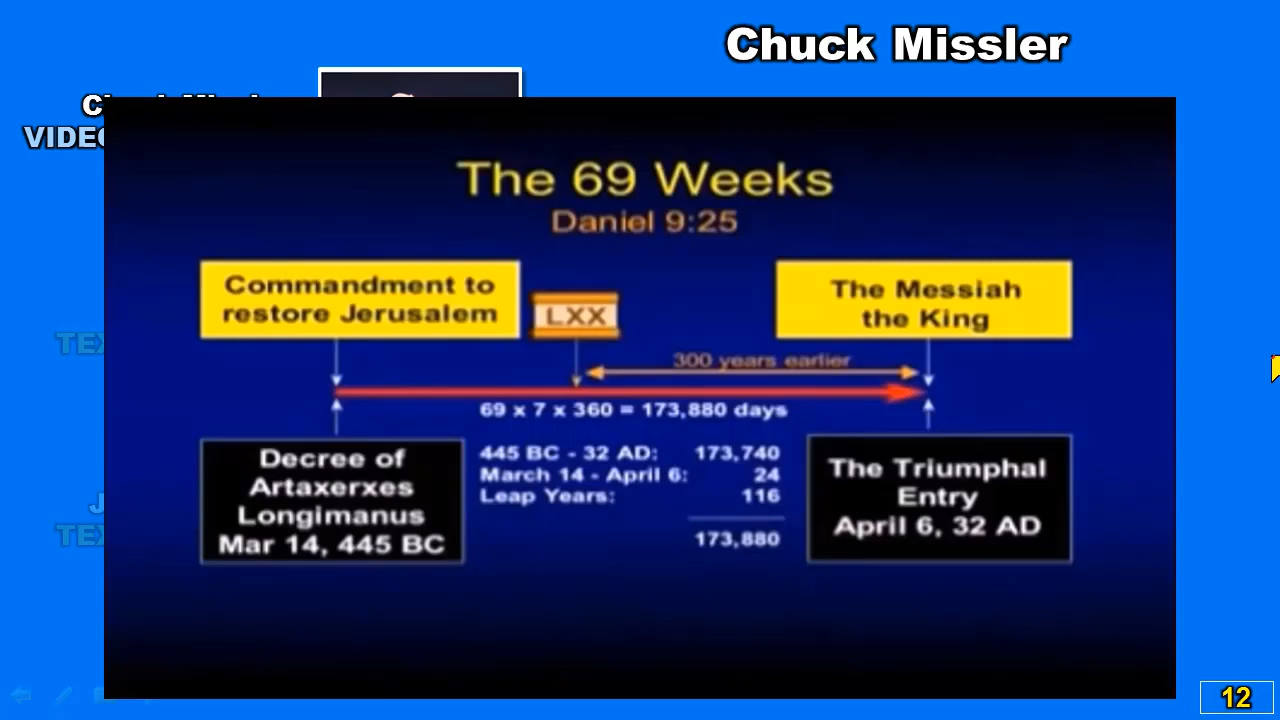 Chuck Missler
VIDEO
The 69 Weeks
Daniel 9:25
Commandment to
restore Jerusalem
LXX
The Messiah
the King
300 years earlier
69 x 7 x 360 = 173,880 days
Decree of
Artaxerxes
Longimanus
Mar 14, 445 BC
445 BC - 32 AD: 173,740
March 14 - April 6: 24
Leap Years: 116
173,880
The Triumphal
Entry
April 6, 32 AD
12